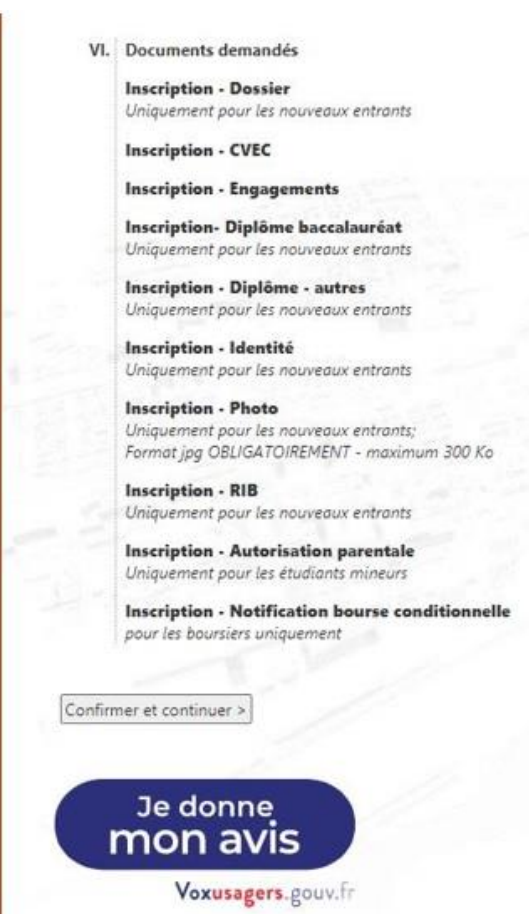 VI. Documents demandés
Inscription - Dossier
Uniquement pour les nouveaux entrants
Inscription - CVEC
Inscription - Engagements
Inscription- Diplôme baccalauréat
Uniquement pour les nouveaux entrants
Inscription - Diplôme - autres
Uniquement pour les nouveaux entrants
Inscription - Identité
Uniquement pour les nouveaux entrants
Inscription - Photo
Uniquement pour les nouveaux entrants;
Format jpg OBLIGATOIREMENT - maximum 300 Ko
Inscription - RIB
Uniquement pour les nouveaux entrants
Inscription - Autorisation parentale
Uniquement pour les étudiants mineurs
Inscription - Notification bourse conditionnelle
pour les boursiers uniquement
Confirmer et continuer >
Je donne
mon avis
Voxusagers.gouv.fr